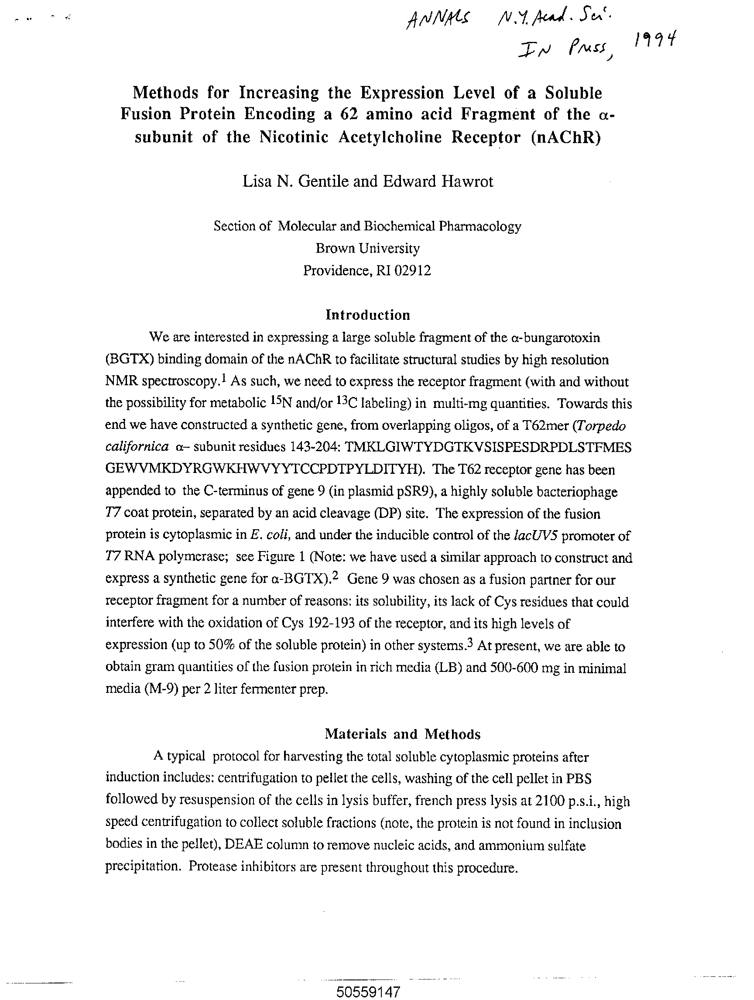 ANNALS N.Y. Acad. Sci.
IN Press, 1994
Methods for Increasing the Expression Level of a Soluble
Fusion Protein Encoding a 62 amino acid Fragment of the α-
subunit of the Nicotinic Acetylcholine Receptor (nAChR)
Lisa N. Gentile and Edward Hawrot
Section of Molecular and Biochemical Pharmacology
Brown University
Providence, RI 02912
Introduction
We are interested in expressing a large soluble fragment of the α-bungarotoxin
(BGTX) binding domain of the nAChR to facilitate structural studies by high resolution
NMR spectroscopy.1 As such, we need to express the receptor fragment (with and without
the possibility for metabolic 15N and/or 13C labeling) in multi-mg quantities. Towards this
end we have constructed a synthetic gene, from overlapping oligos, of a T62mer (Torpedo
californica α– subunit residues 143-204: TMKLGIWTYDGTKVSISPESDRPDLSTFMES
GEWVMKDYRGWKHWVYYTCCPDTPYLDITYH). The T62 receptor gene has been
appended to the C-terminus of gene 9 (in plasmid pSR9), a highly soluble bacteriophage
T7 coat protein, separated by an acid cleavage (DP) site. The expression of the fusion
protein is cytoplasmic in E. coli, and under the inducible control of the lacUV5 promoter of
T7 RNA polymerase; see Figure 1 (Note: we have used a similar approach to construct and
express a synthetic gene for α-BGTX).2 Gene 9 was chosen as a fusion partner for our
receptor fragment for a number of reasons: its solubility, its lack of Cys residues that could
interfere with the oxidation of Cys 192-193 of the receptor, and its high levels of
expression (up to 50% of the soluble protein) in other systems.3 At present, we are able to
obtain gram quantities of the fusion protein in rich media (LB) and 500-600 mg in minimal
media (M-9) per 2 liter fermenter prep.
Materials and Methods
A typical protocol for harvesting the total soluble cytoplasmic proteins after
induction includes: centrifugation to pellet the cells, washing of the cell pellet in PBS
followed by resuspension of the cells in lysis buffer, french press lysis at 2100 p.s.i., high
speed centrifugation to collect soluble fractions (note, the protein is not found in inclusion
bodies in the pellet), DEAE column to remove nucleic acids, and ammonium sulfate
precipitation. Protease inhibitors are present throughout this procedure.
50559147